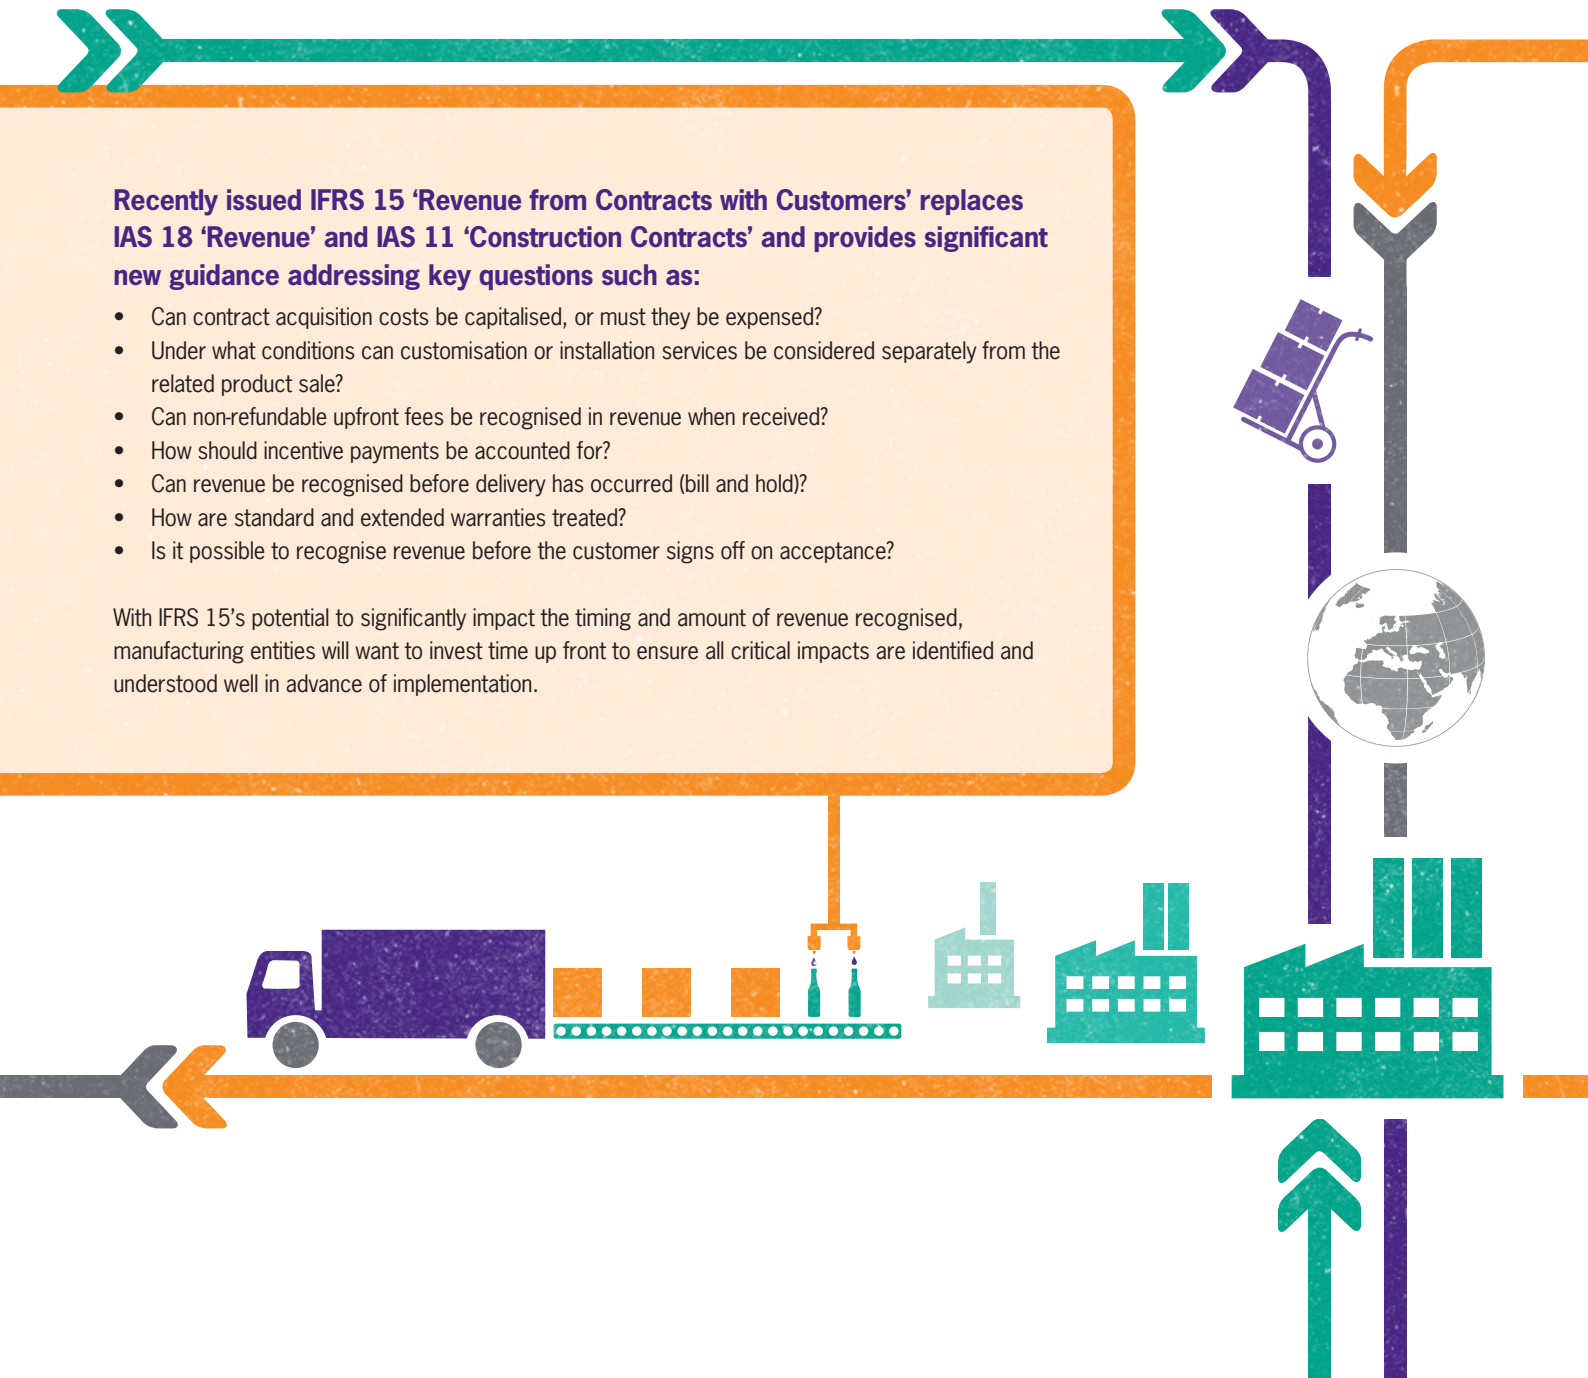 Recently issued IFRS 15 ‘Revenue from Contracts with Customers’ replaces
IAS 18 ‘Revenue’ and IAS 11 ‘Construction Contracts’ and provides significant
new guidance addressing key questions such as:
• Can contract acquisition costs be capitalised, or must they be expensed?
• Under what conditions can customisation or installation services be considered separately from the
related product sale?
• Can non-refundable upfront fees be recognised in revenue when received?
• How should incentive payments be accounted for?
• Can revenue be recognised before delivery has occurred (bill and hold)?
• How are standard and extended warranties treated?
• Is it possible to recognise revenue before the customer signs off on acceptance?
With IFRS 15’s potential to significantly impact the timing and amount of revenue recognised,
manufacturing entities will want to invest time up front to ensure all critical impacts are identified and
understood well in advance of implementation.